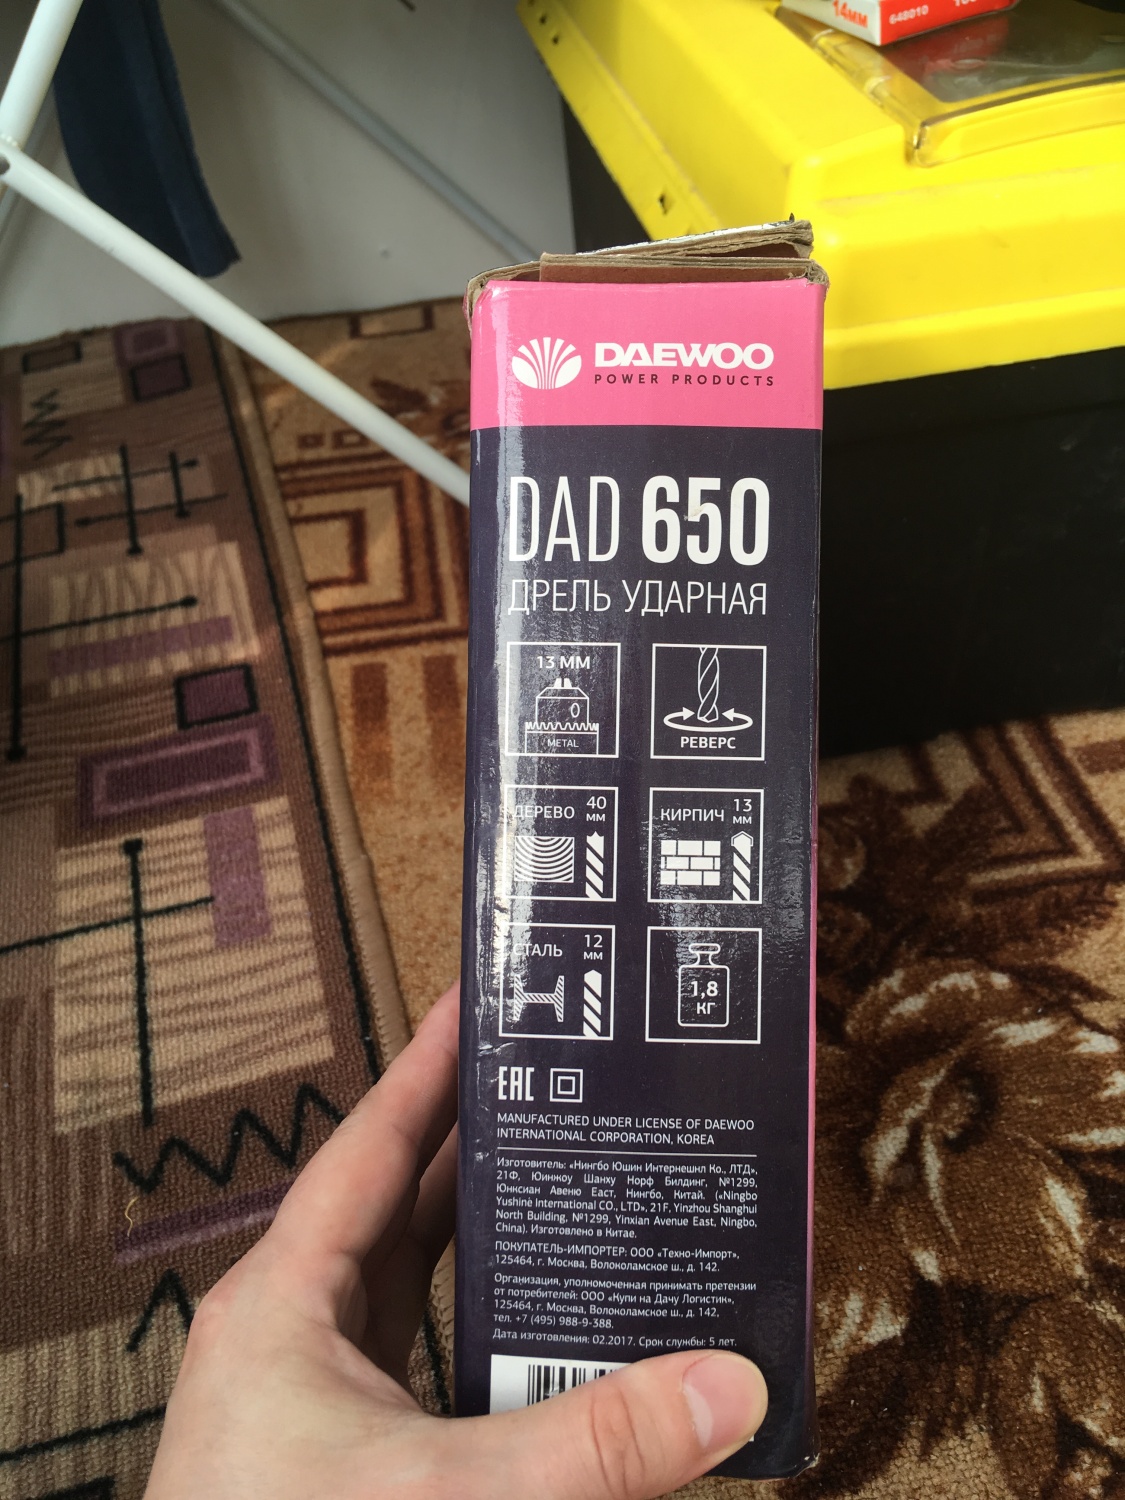 14мм
648010
DAEWOO
POWER PRODUCTS
DAD 650
ДРЕЛЬ УДАРНАЯ
13 ММ
METAL
РЕВЕРС
ДЕРЕВО 40 мм
КИРПИЧ 13 мм
СТАЛЬ 12 мм
1,8 КГ
EAC
MANUFACTURED UNDER LICENSE OF DAEWOO
INTERNATIONAL CORPORATION, KOREA
Изготовитель: «Нингбо Юшин Интернешнл Ко., ЛТД»,
21Ф, Юинжоу Шанху Норф Билдинг, №1299,
Юнксиан Авеню Еаст, Нингбо, Китай. («Ningbo
Yushine International CO., LTD», 21F, Yinzhou Shanghui
North Building, №1299, Yinxian Avenue East, Ningbo,
China). Изготовлено в Китае.
ПОКУПАТЕЛЬ-ИМПОРТЕР: ООО «Техно-Импорт»,
125464, г. Москва, Волоколамское ш., д. 142.
Организация, уполномоченная принимать претензии
от потребителей: ООО «Купи на Дачу Логистик»,
125464, г. Москва, Волоколамское ш., д. 142,
тел. +7 (495) 988-9-388.
Дата изготовления: 02.2017. Срок службы: 5 лет.